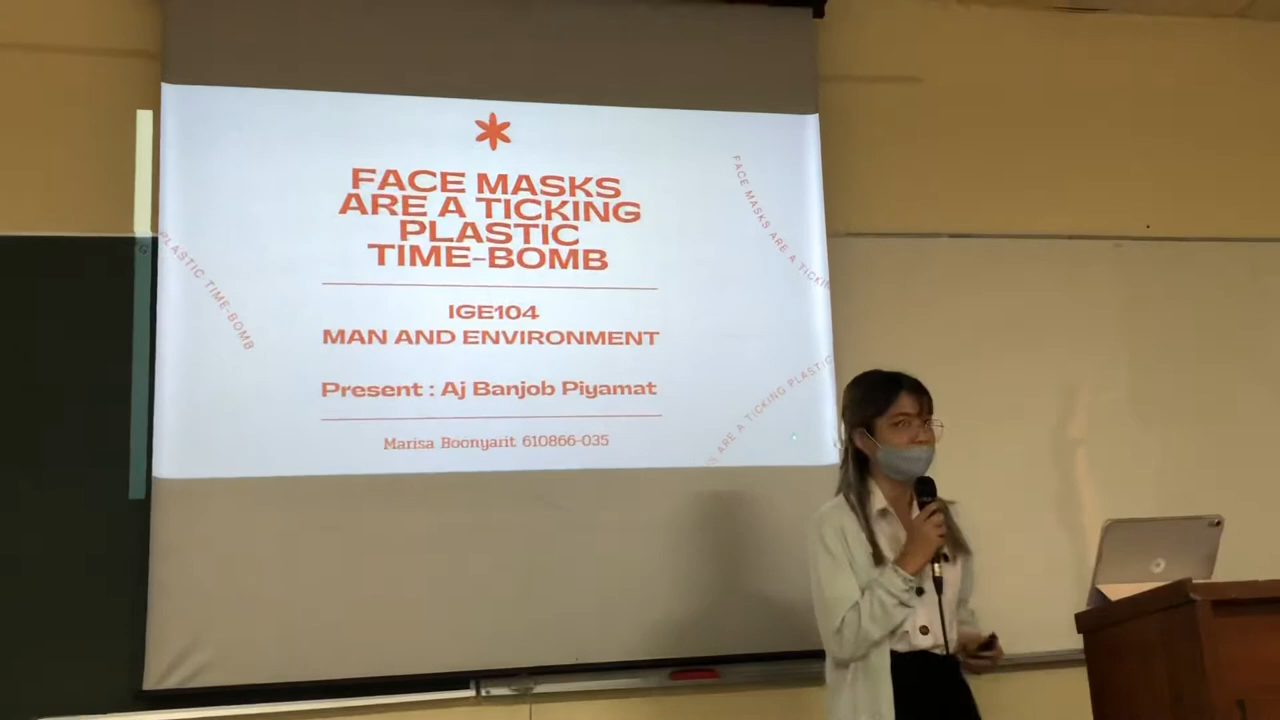 FACE MASKS
ARE A TICKING
PLASTIC
TIME-BOMB
IGE104
MAN AND ENVIRONMENT
Present : Aj Banjob Piyamat
Marisa Boonyarit 610866-035
PLASTIC TIME-BOMB
FACE MASKS ARE A TICKIN
S ARE A TICKING PLASTIC